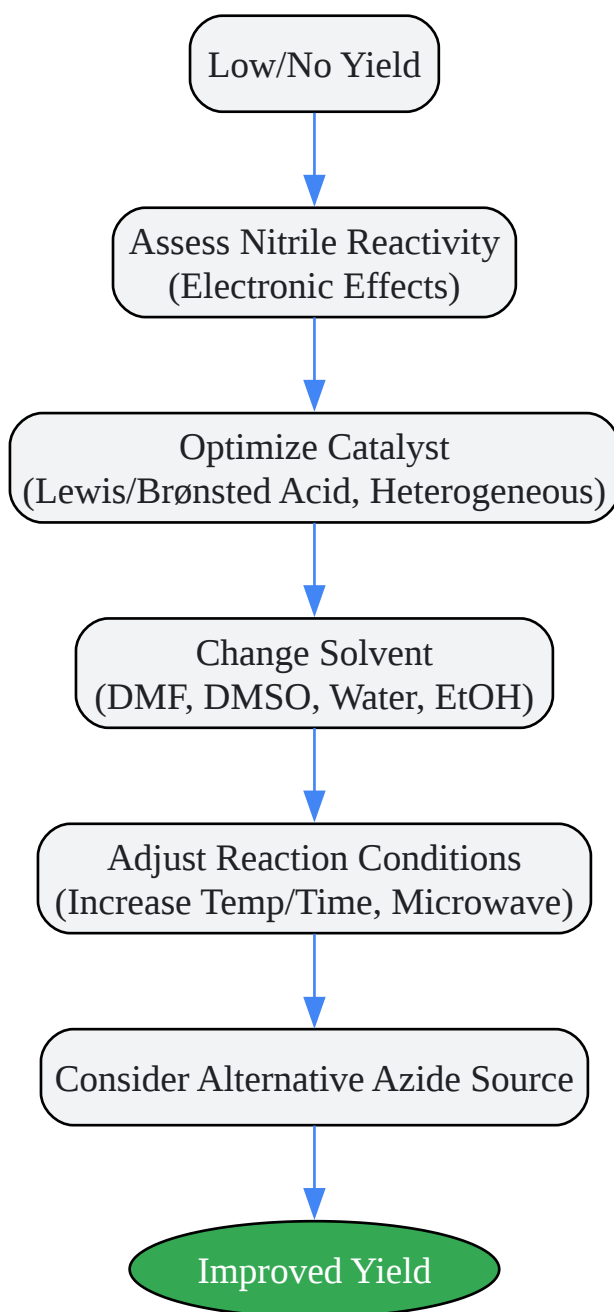 Low/No Yield
Assess Nitrile Reactivity
(Electronic Effects)
Optimize Catalyst
(Lewis/Brønsted Acid, Heterogeneous)
Change Solvent
(DMF, DMSO, Water, EtOH)
Adjust Reaction Conditions
(Increase Temp/Time, Microwave)
Consider Alternative Azide Source
Improved Yield